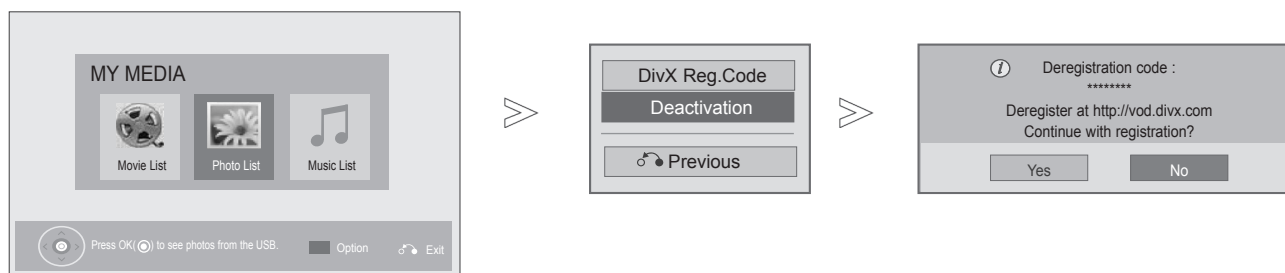 MY MEDIA
Movie List
Photo List
Music List
Press OK(◉) to see photos from the USB.
Option
Exit
DivX Reg.Code
Deactivation
Previous
i Deregistration code :
********
Deregister at http://vod.divx.com
Continue with registration?
Yes
No